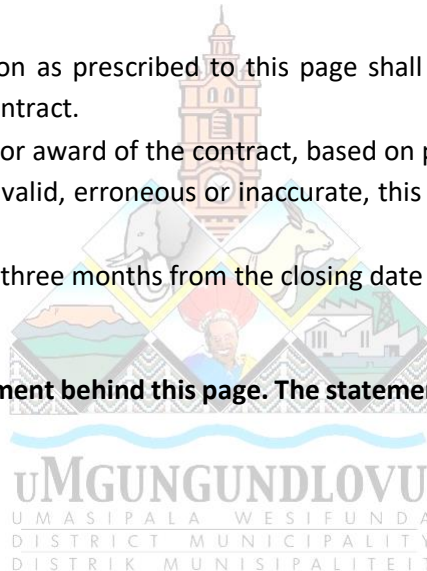 on as prescribed to this page shall
ntract.
or award of the contract, based on p
valid, erroneous or inaccurate, this
three months from the closing date
ment behind this page. The statemen
UMGUNGUNDLOVU
UMASIPALA WESIFUNDA
DISTRICT MUNICIPALITY
DISTRIK MUNISIPALITEIT